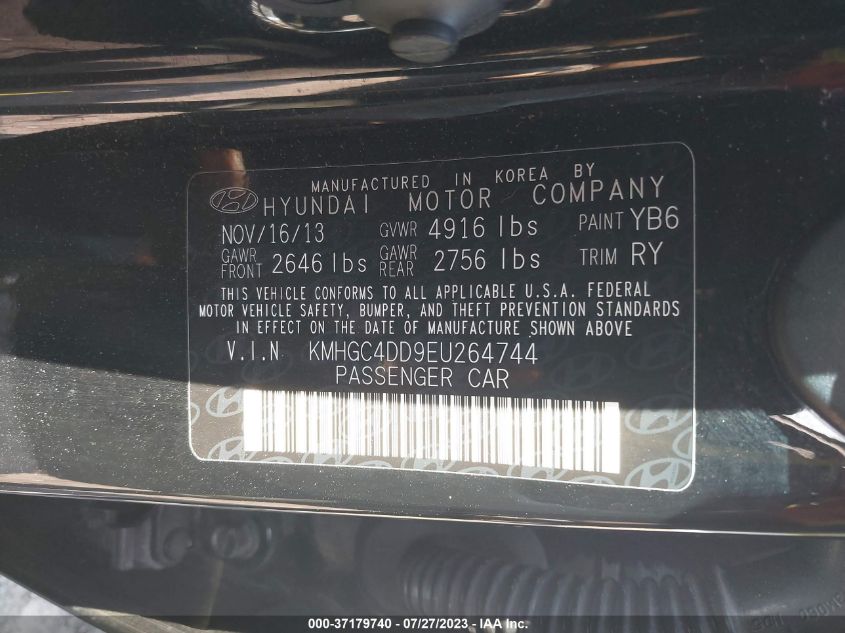 MANUFACTURED IN KOREA BY
HYUNDAI MOTOR COMPANY
NOV/16/13 GVWR 4916 lbs PAINT YB6
GAWR FRONT 2646 lbs GAWR REAR 2756 lbs TRIM RY
THIS VEHICLE CONFORMS TO ALL APPLICABLE U.S.A. FEDERAL
MOTOR VEHICLE SAFETY, BUMPER, AND THEFT PREVENTION STANDARDS
IN EFFECT ON THE DATE OF MANUFACTURE SHOWN ABOVE
V.I.N KMHGC4DD9EU264744
PASSENGER CAR
000-37179740 / 07/27/2023 - IAA Inc.